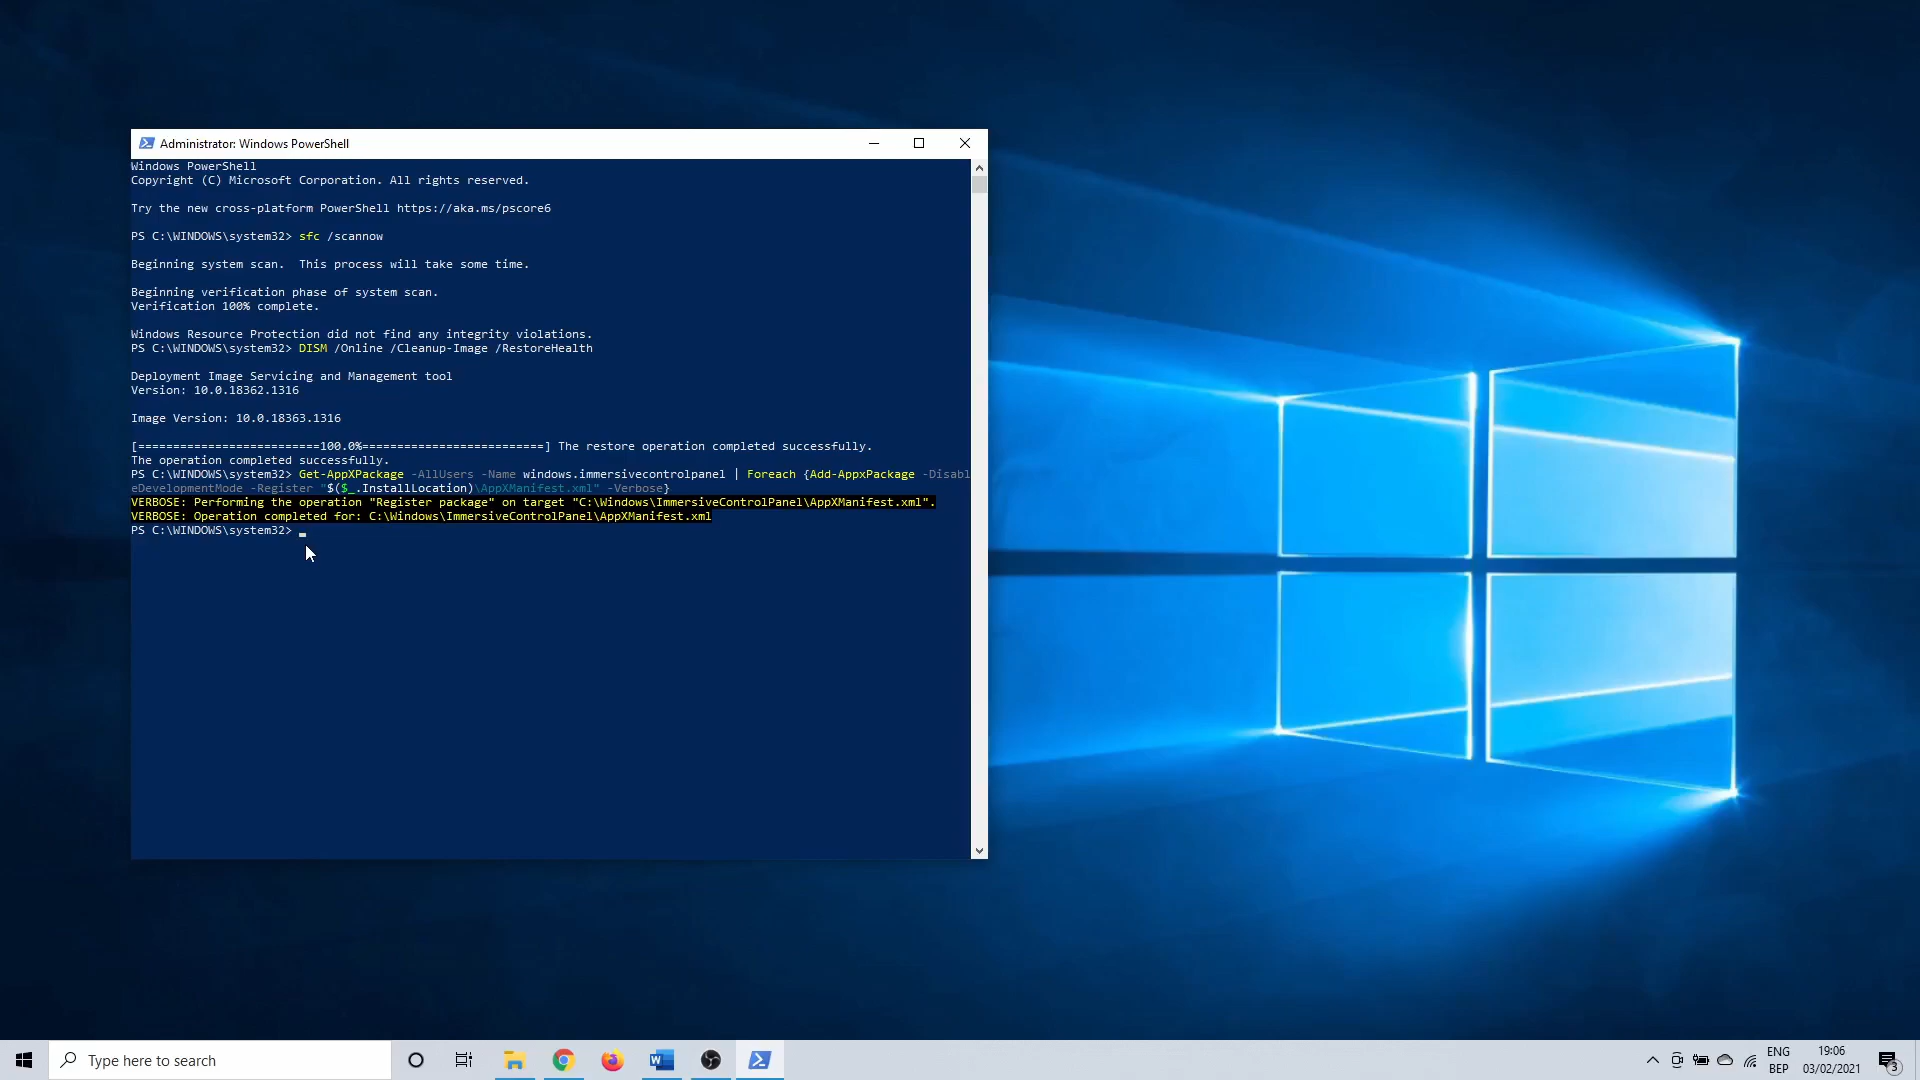 Administrator: Windows PowerShell
Windows PowerShell
Copyright (C) Microsoft Corporation. All rights reserved.
Try the new cross-platform PowerShell https://aka.ms/pscore6
PS C:\WINDOWS\system32> sfc /scannow
Beginning system scan.  This process will take some time.
Beginning verification phase of system scan.
Verification 100% complete.
Windows Resource Protection did not find any integrity violations.
PS C:\WINDOWS\system32> DISM /Online /Cleanup-Image /RestoreHealth
Deployment Image Servicing and Management tool
Version: 10.0.18362.1316
Image Version: 10.0.18363.1316
[==========================100.0%==========================] The restore operation completed successfully.
The operation completed successfully.
PS C:\WINDOWS\system32> Get-AppXPackage -AllUsers -Name windows.immersivecontrolpanel | Foreach {Add-AppxPackage -Disabl
eDevelopmentMode -Register "$($_.InstallLocation)\AppXManifest.xml" -Verbose}
VERBOSE: Performing the operation "Register package" on target "C:\Windows\ImmersiveControlPanel\AppXManifest.xml".
VERBOSE: Operation completed for: C:\Windows\ImmersiveControlPanel\AppXManifest.xml
PS C:\WINDOWS\system32>
Type here to search
ENG
BEP
19:06
03/02/2021
3